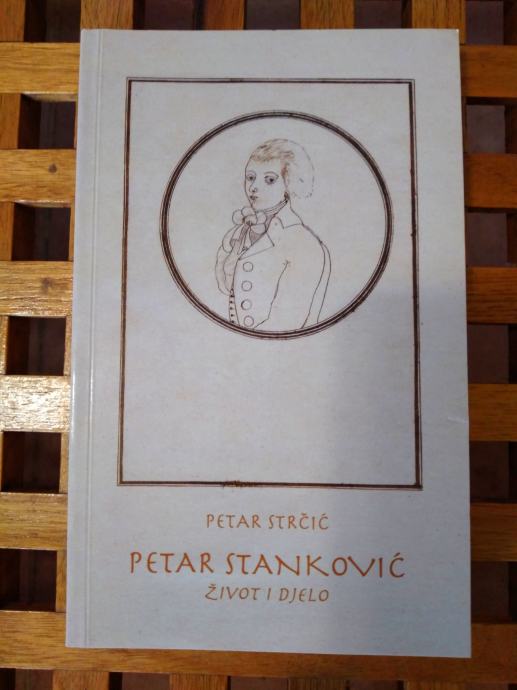 PETAR STRČIĆ
PETAR STANKOVIĆ
ŽIVOT I DJELO